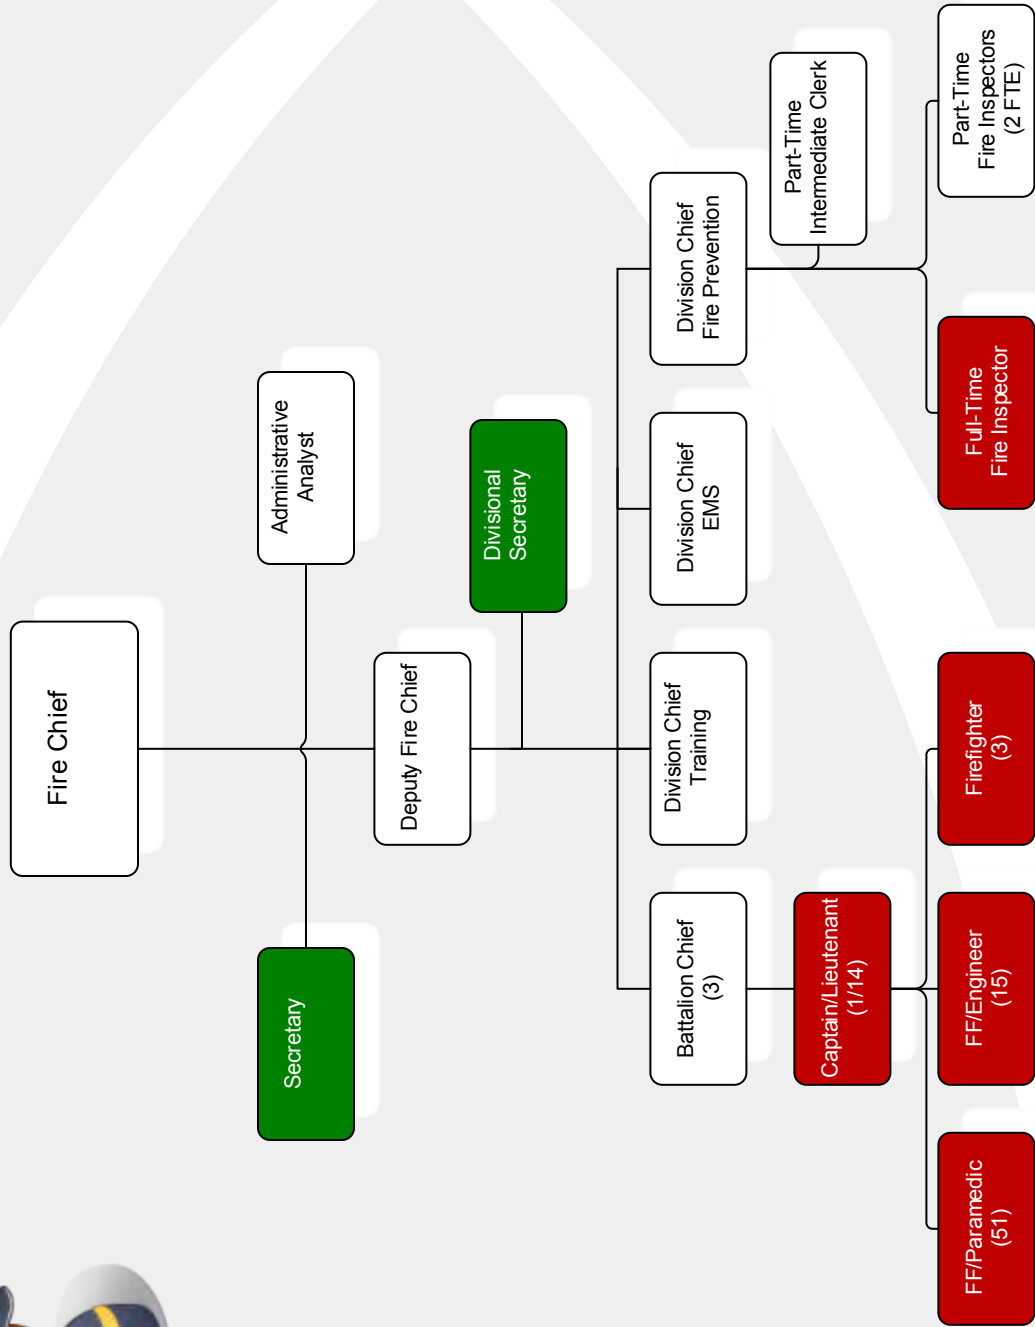 Fire Chief
Secretary
Administrative
Analyst
Deputy Fire Chief
Divisional
Secretary
Battalion Chief
(3)
Division Chief
Training
Division Chief
EMS
Division Chief
Fire Prevention
Captain/Lieutenant
(1/14)
Part-Time
Intermediate Clerk
FF/Paramedic
(51)
FF/Engineer
(15)
Firefighter
(3)
Full-Time
Fire Inspector
Part-Time
Fire Inspectors
(2 FTE)